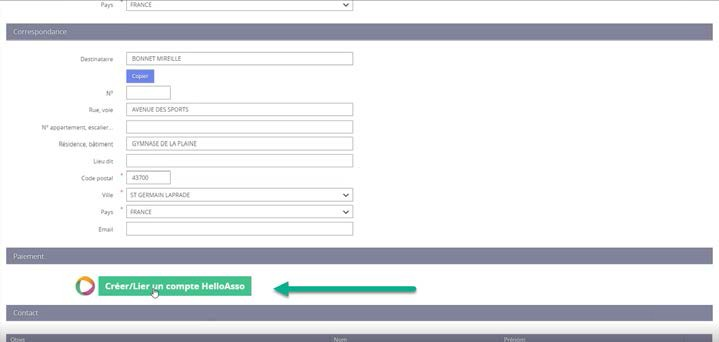 Pays * FRANCE
Correspondance
Destinataire BONNET MIREILLE
Copier
N°
Rue, voie AVENUE DES SPORTS
N° appartement, escalier...
Résidence, bâtiment GYMNASE DE LA PLAINE
Lieu dit
Code postal * 43700
Ville * ST GERMAIN LAPRADE
Pays * FRANCE
Email
Paiement
Créer/Lier un compte HelloAsso
Contact
Nom Prénom